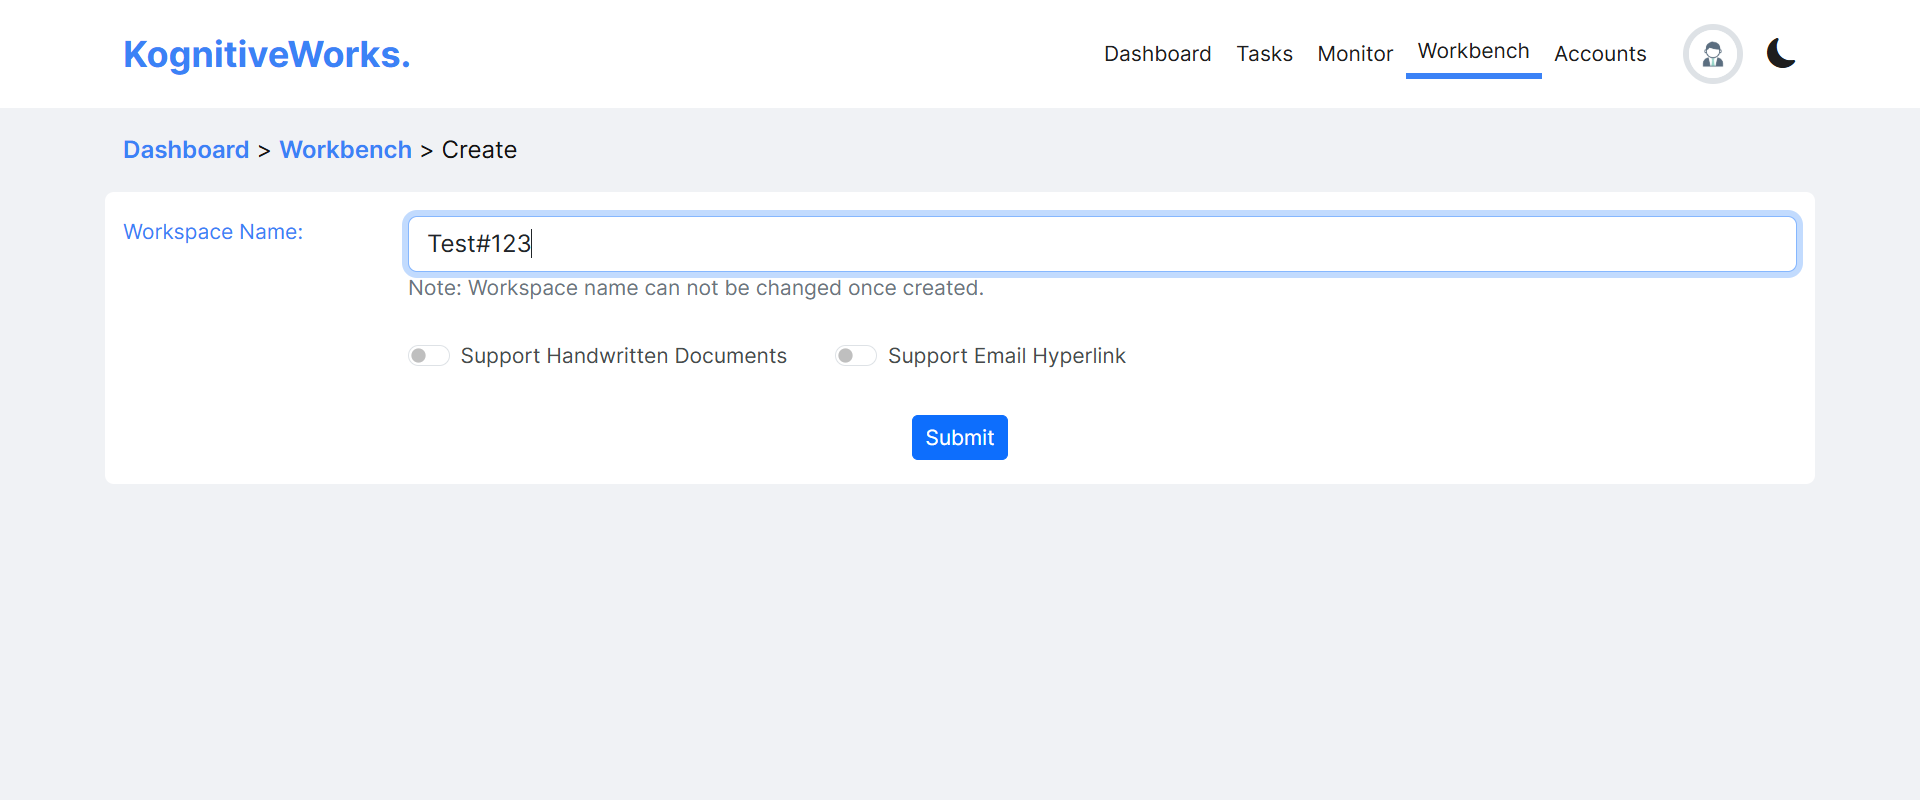 KognitiveWorks.
Dashboard Tasks Monitor Workbench Accounts
Dashboard > Workbench > Create
Workspace Name:
Test#123
Note: Workspace name can not be changed once created.
Support Handwritten Documents Support Email Hyperlink
Submit